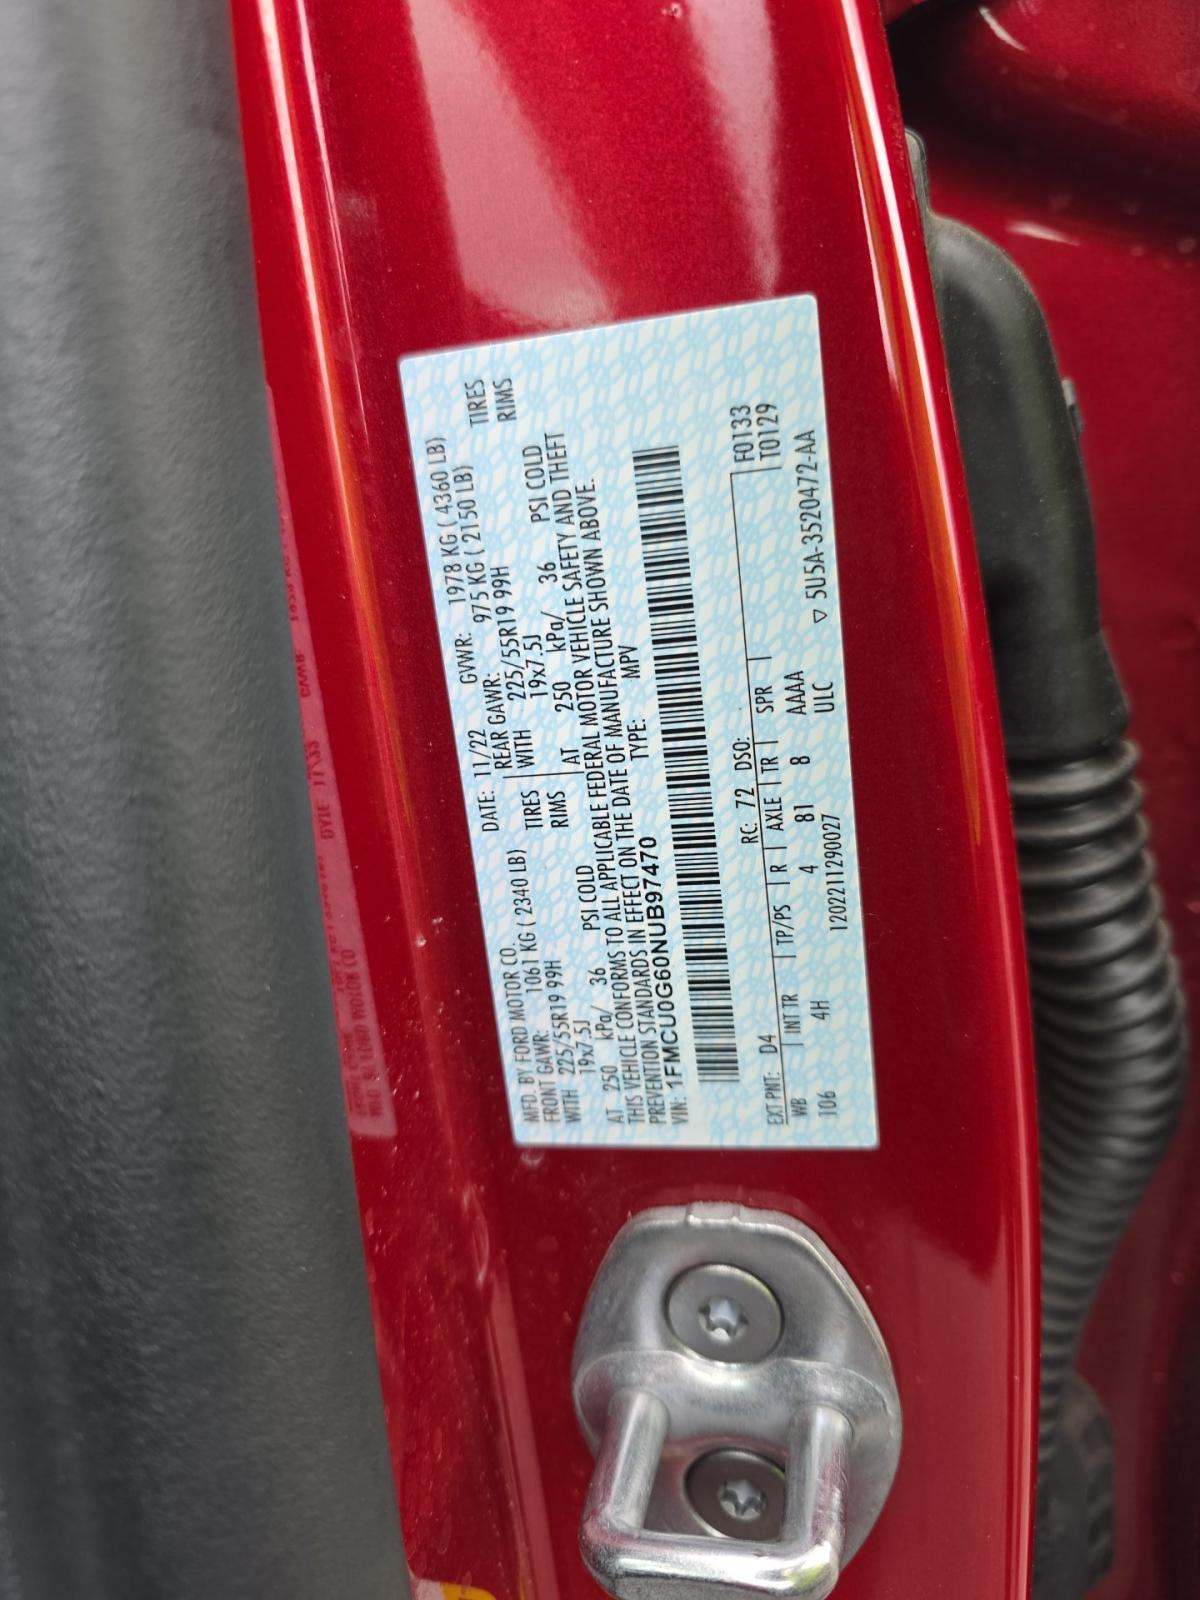 MFD. BY FORD MOTOR CO. DATE: 11/22 GVWR: 1978 KG ( 4360 LB)
FRONT GAWR: 1061 KG ( 2340 LB) REAR GAWR: 975 KG ( 2150 LB)
WITH 225/55R19 99H TIRES WITH 225/55R19 99H TIRES
19x7.5J RIMS 19x7.5J RIMS
AT 250 kPa/ 36 PSI COLD AT 250 kPa/ 36 PSI COLD
THIS VEHICLE CONFORMS TO ALL APPLICABLE FEDERAL MOTOR VEHICLE SAFETY AND THEFT
PREVENTION STANDARDS IN EFFECT ON THE DATE OF MANUFACTURE SHOWN ABOVE.
VIN: 1FMCU0G60NUB97470 TYPE: MPV
EXT PNT: D4 RC: 72 DSO: F0133
WB INT TR TP/PS R AXLE TR SPR T0129
106 4H 4 81 8 AAAA
1202211290027 ULC ▽ 5U5A-3520472-AA